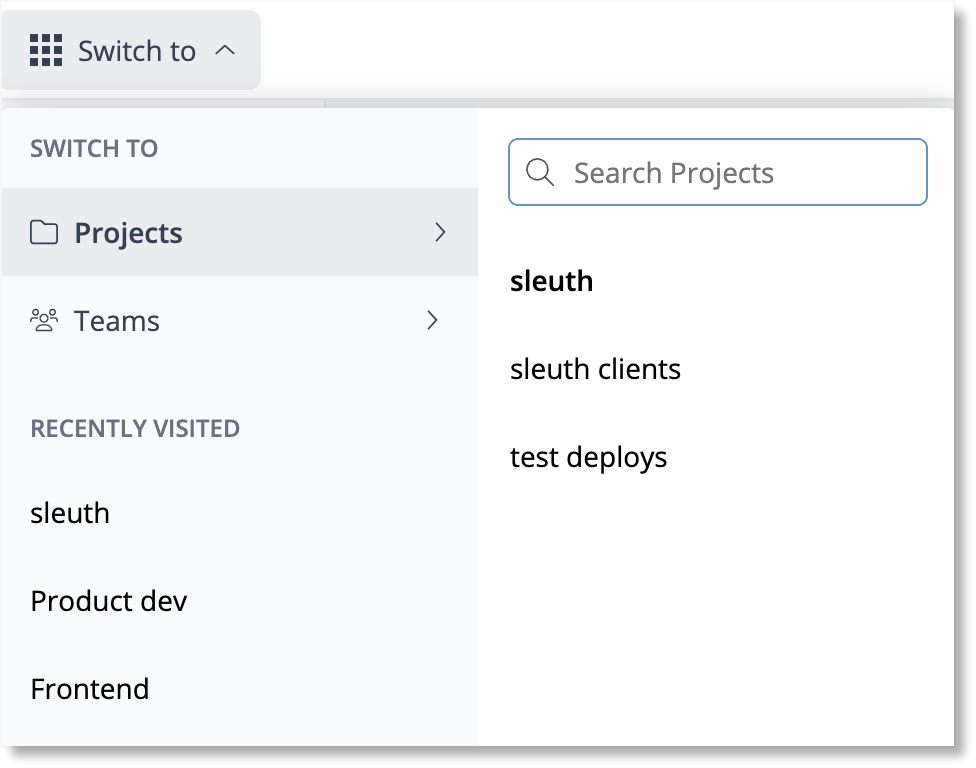 Switch to
SWITCH TO
Projects
Teams
RECENTLY VISITED
sleuth
Product dev
Frontend
Search Projects
sleuth
sleuth clients
test deploys